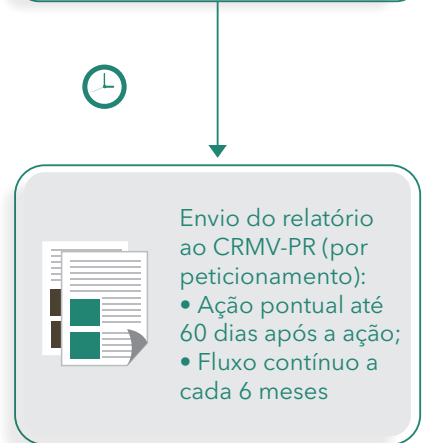 Envio do relatório
ao CRMV-PR (por
peticionamento):
• Ação pontual até
60 dias após a ação;
• Fluxo contínuo a
cada 6 meses